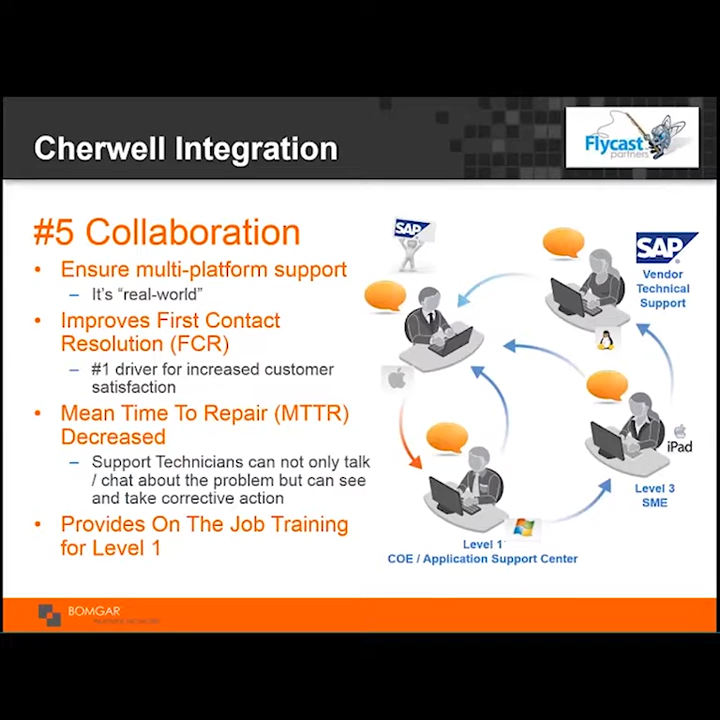 Cherwell Integration
Flycast
partners
#5 Collaboration
• Ensure multi-platform support
– It's "real-world"
• Improves First Contact
Resolution (FCR)
– #1 driver for increased customer
satisfaction
• Mean Time To Repair (MTTR)
Decreased
– Support Technicians can not only talk
/ chat about the problem but can see
and take corrective action
• Provides On The Job Training
for Level 1
SAP
SAP
Vendor
Technical
Support
iPad
Level 3
SME
Level 1
COE / Application Support Center
BOMGAR
PARTNER NETWORK